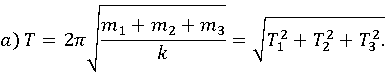 а) T = 2π√((m₁ + m₂ + m₃)/k) = √(T₁² + T₂² + T₃²).